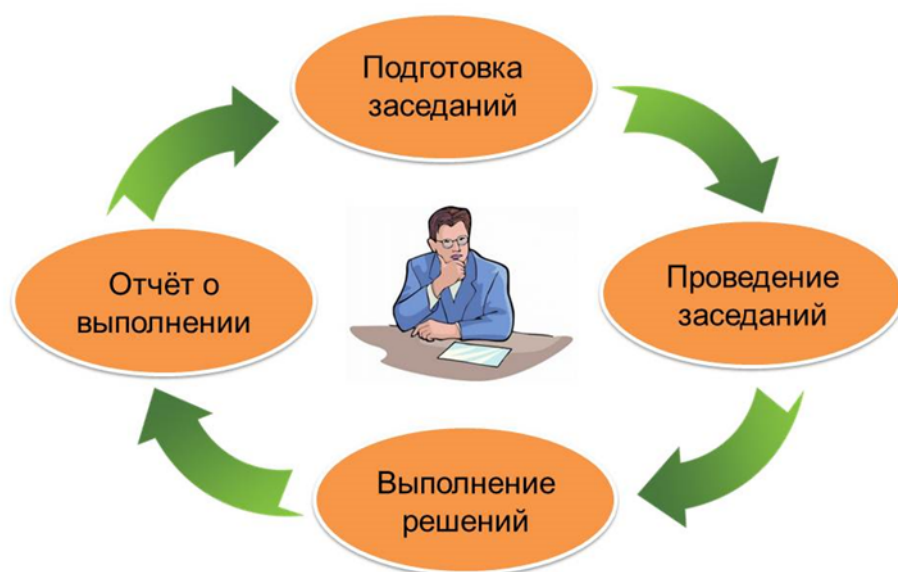 Подготовка
заседаний
Проведение
заседаний
Выполнение
решений
Отчёт о
выполнении